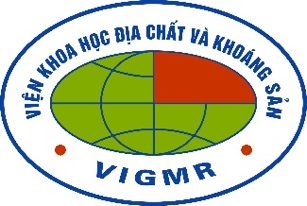 VIỆN KHOA HỌC ĐỊA CHẤT VÀ KHOÁNG SẢN
VIGMR